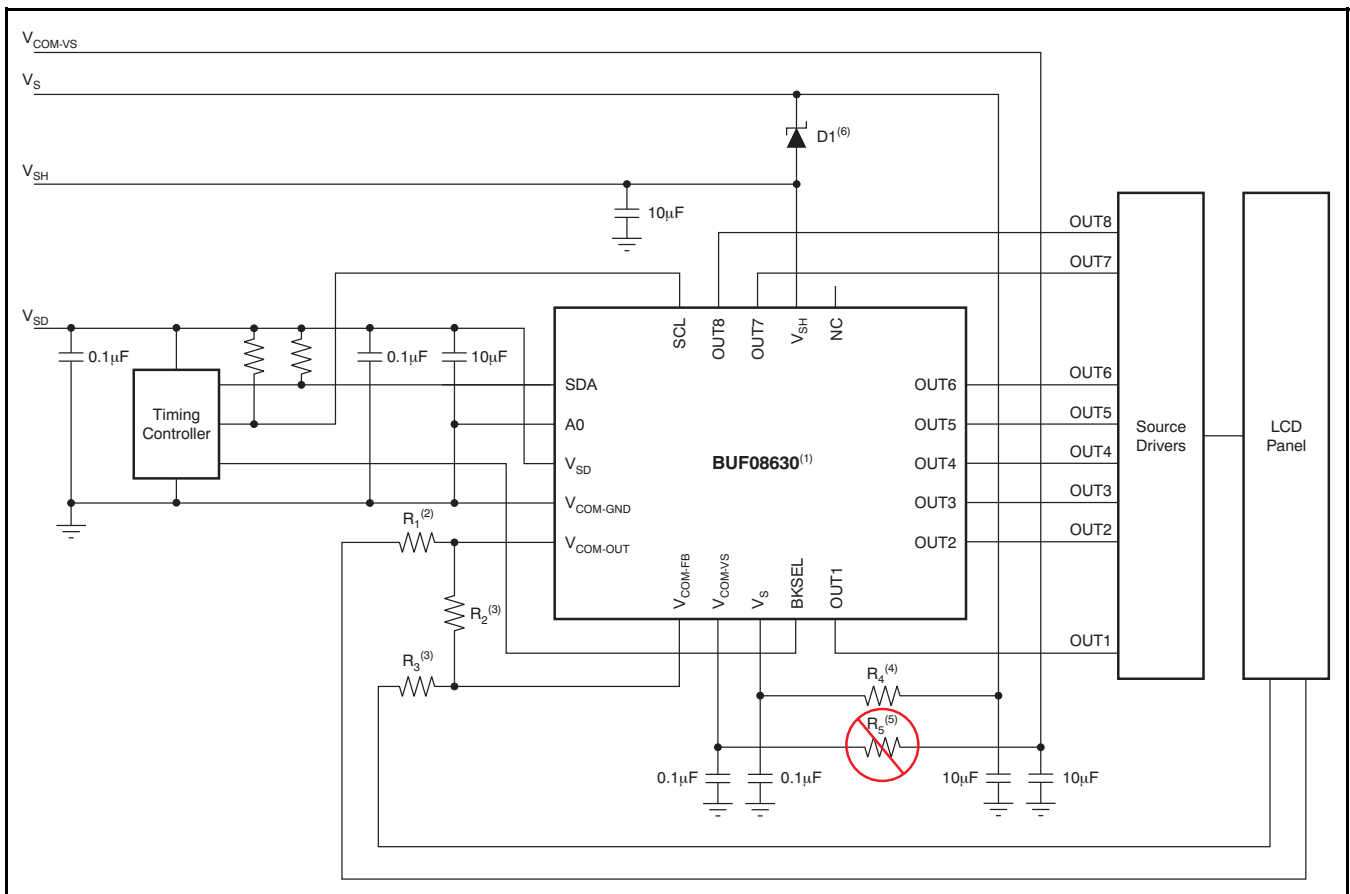 VCOM-VS
VS
D1(6)
VSH
10µF
OUT8
OUT7
VSD
0.1µF
0.1µF
10µF
SCL
OUT8
OUT7
VSH
NC
Timing
Controller
SDA
A0
VSD
VCOM-GND
VCOM-OUT
BUF08630(1)
OUT6
OUT5
OUT4
OUT3
OUT2
OUT6
OUT5
OUT4
OUT3
OUT2
Source
Drivers
LCD
Panel
R1(2)
R2(3)
R3(3)
VCOM-FB
VCOM-VS
VS
BKSEL
OUT1
OUT1
R4(4)
R5(5)
0.1µF
0.1µF
10µF
10µF